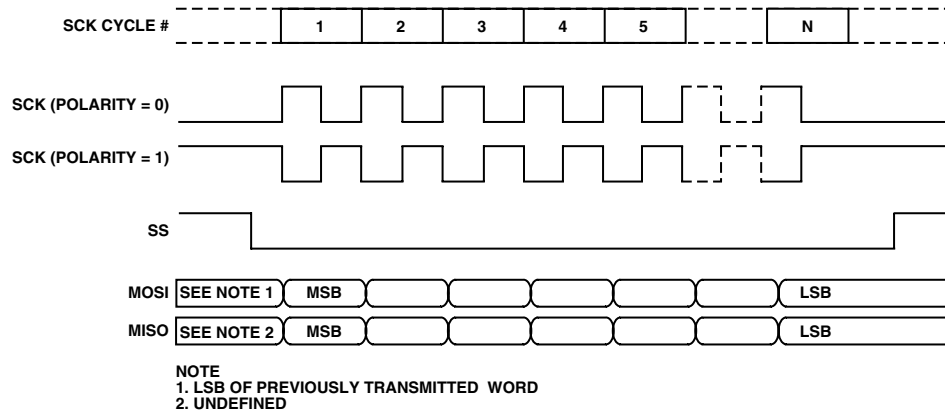 SCK CYCLE # 1 2 3 4 5 N
SCK (POLARITY = 0)
SCK (POLARITY = 1)
SS
MOSI SEE NOTE 1 MSB LSB
MISO SEE NOTE 2 MSB LSB
NOTE
1. LSB OF PREVIOUSLY TRANSMITTED WORD
2. UNDEFINED